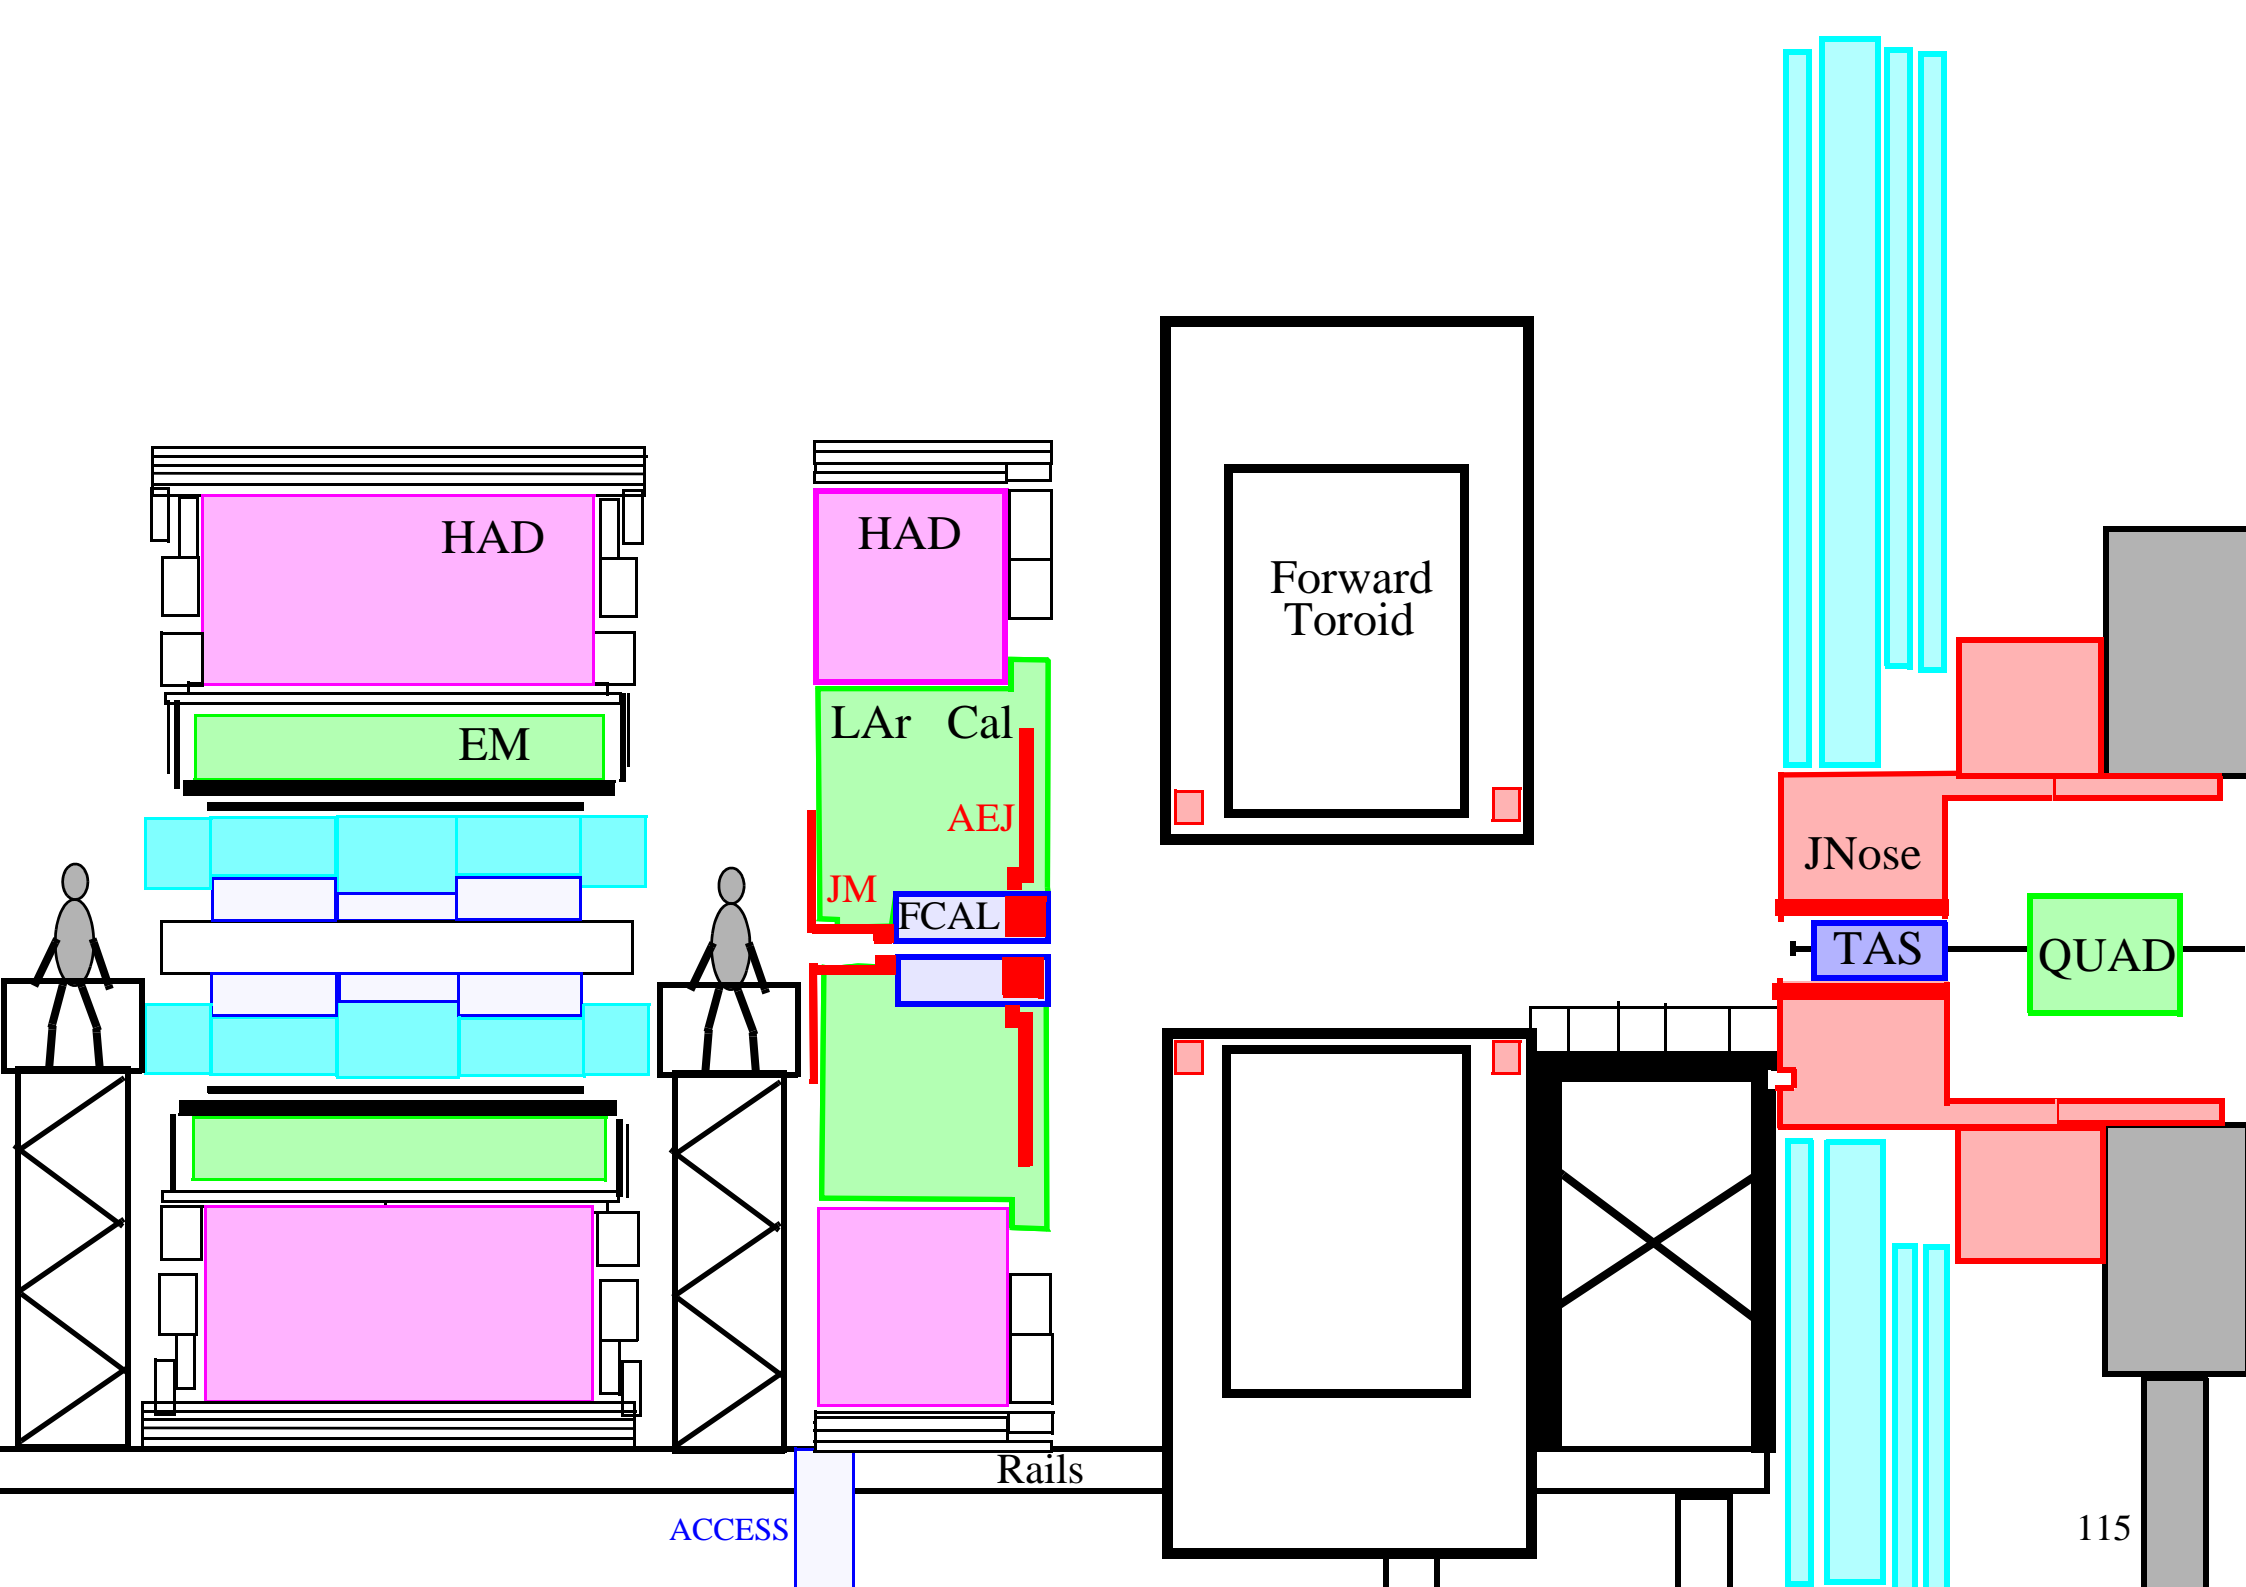 HAD
HAD
Forward
Toroid
EM
LAr Cal
AEJ
JM
FCAL
JNose
TAS
QUAD
Rails
ACCESS
115